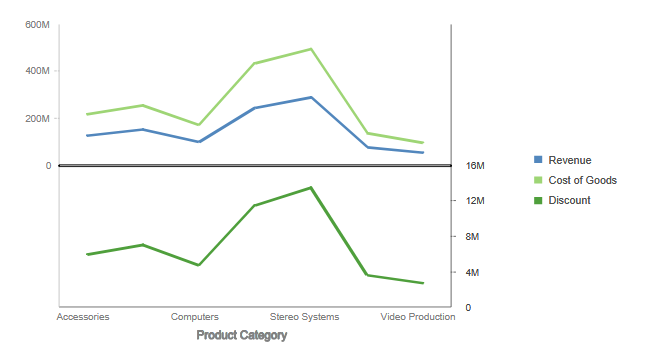 600M
400M
200M
0
16M
12M
8M
4M
0
Accessories Computers Stereo Systems Video Production
Product Category
Revenue
Cost of Goods
Discount